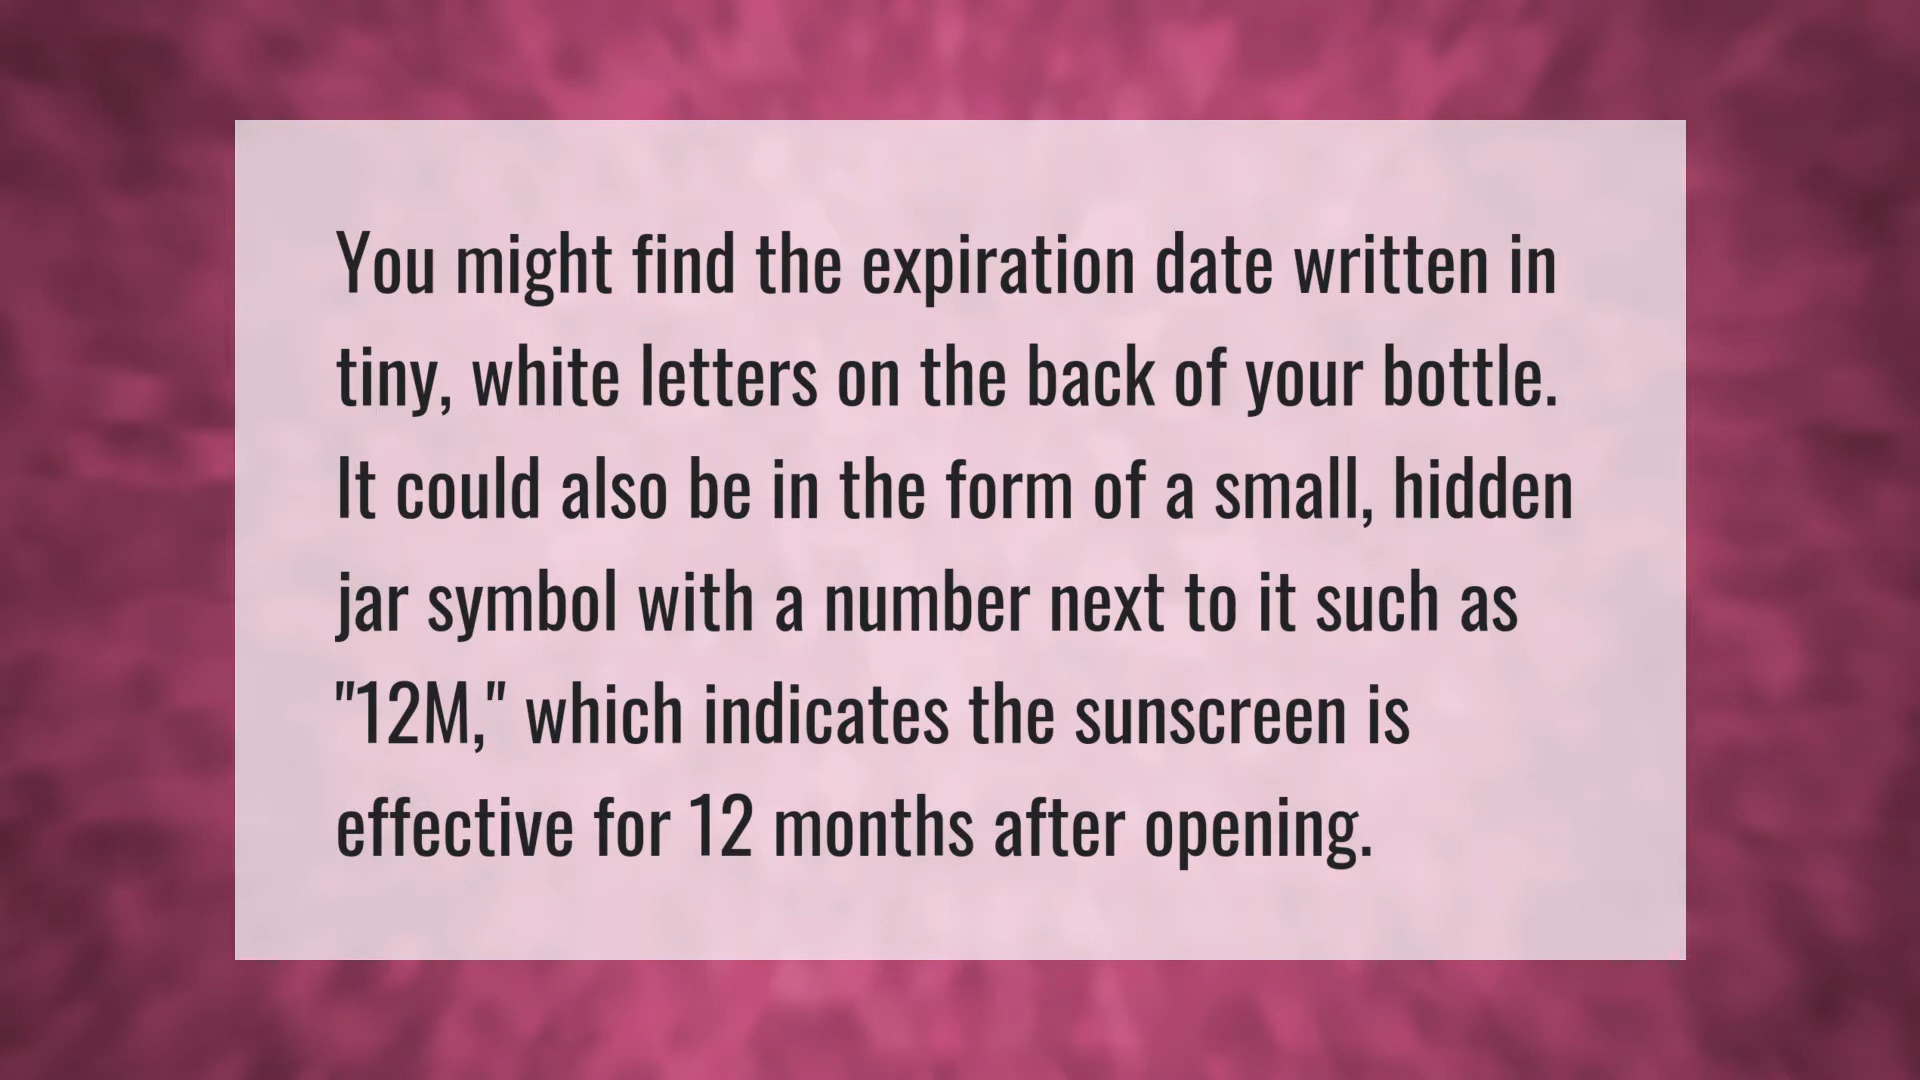 You might find the expiration date written in
tiny, white letters on the back of your bottle.
It could also be in the form of a small, hidden
jar symbol with a number next to it such as
"12M," which indicates the sunscreen is
effective for 12 months after opening.